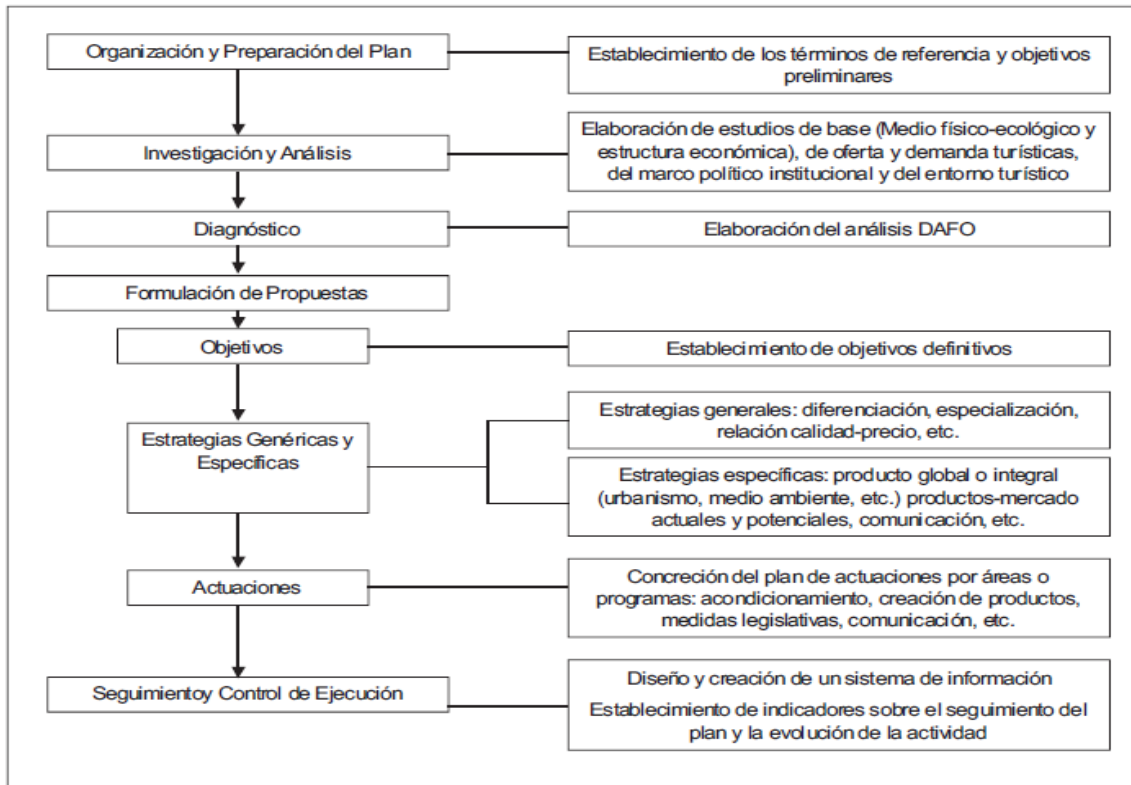 Organización y Preparación del Plan
Establecimiento de los términos de referencia y objetivos
preliminares
Investigación y Análisis
Elaboración de estudios de base (Medio físico-ecológico y
estructura económica), de oferta y demanda turísticas,
del marco político institucional y del entorno turístico
Diagnóstico
Elaboración del análisis DAFO
Formulación de Propuestas
Objetivos
Establecimiento de objetivos definitivos
Estrategias Genéricas y
Específicas
Estrategias generales: diferenciación, especialización,
relación calidad-precio, etc.
Estrategias específicas: producto global o integral
(urbanismo, medio ambiente, etc.) productos-mercado
actuales y potenciales, comunicación, etc.
Actuaciones
Concreción del plan de actuaciones por áreas o
programas: acondicionamiento, creación de productos,
medidas legislativas, comunicación, etc.
Seguimientoy Control de Ejecución
Diseño y creación de un sistema de información
Establecimiento de indicadores sobre el seguimiento del
plan y la evolución de la actividad